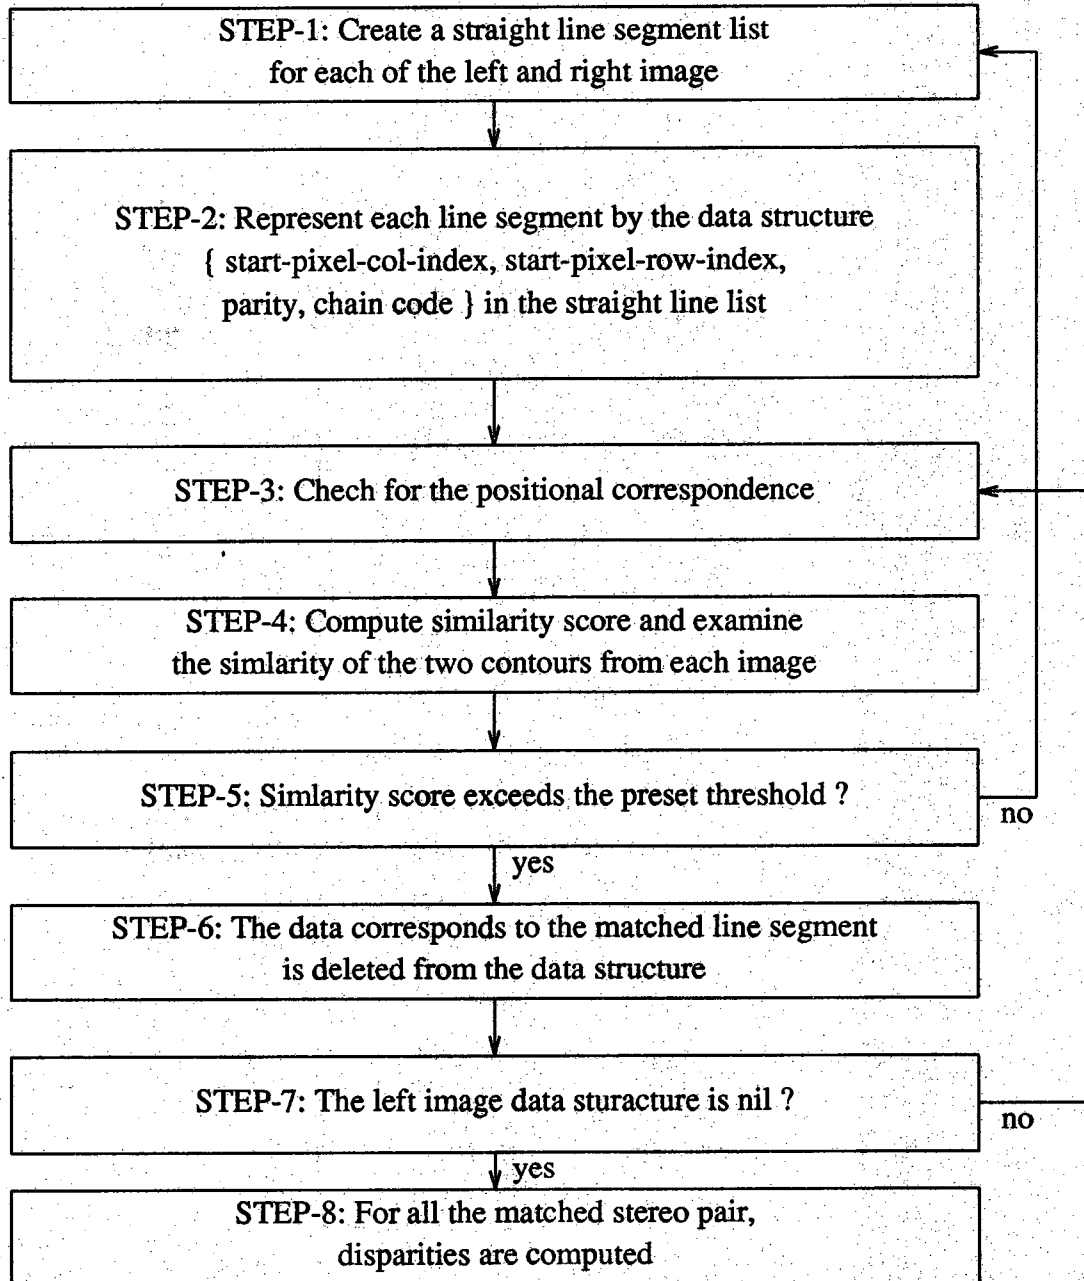 STEP-1: Create a straight line segment list
for each of the left and right image
STEP-2: Represent each line segment by the data structure
{ start-pixel-col-index, start-pixel-row-index,
parity, chain code } in the straight line list
STEP-3: Chech for the positional correspondence
STEP-4: Compute similarity score and examine
the simlarity of the two contours from each image
STEP-5: Simlarity score exceeds the preset threshold ?
no
yes
STEP-6: The data corresponds to the matched line segment
is deleted from the data structure
STEP-7: The left image data sturacture is nil ?
no
yes
STEP-8: For all the matched stereo pair,
disparities are computed